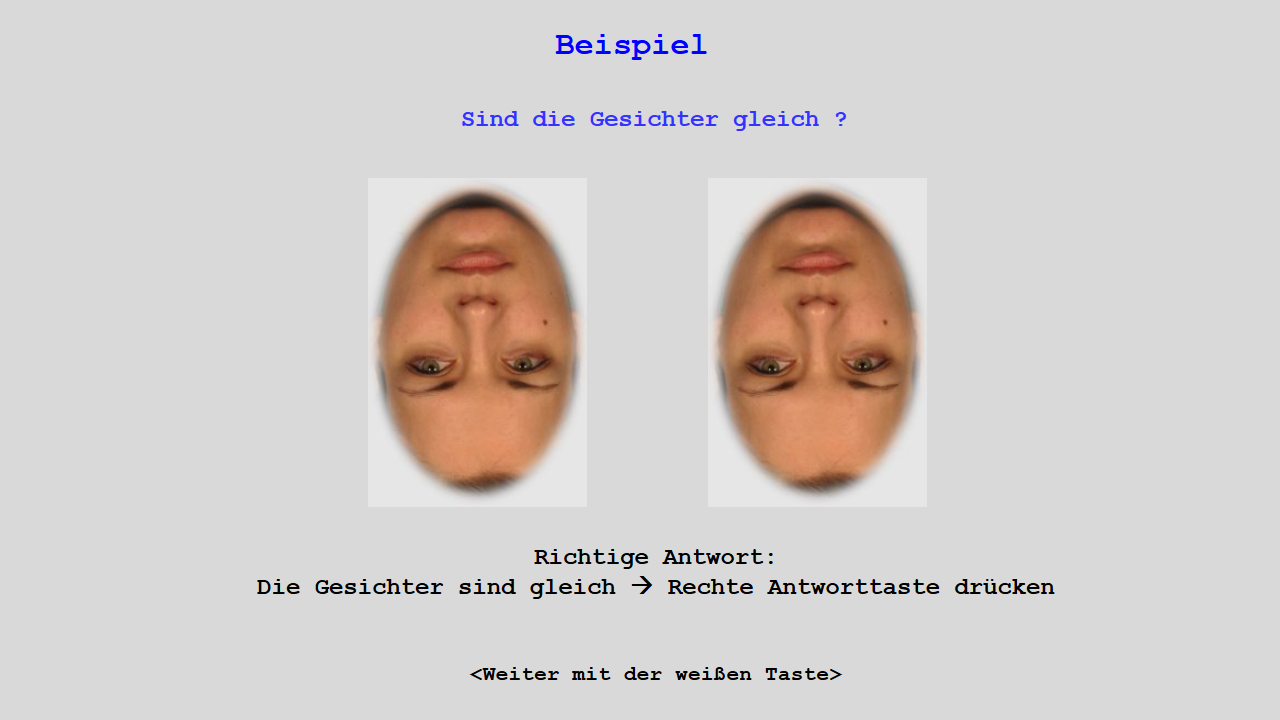 Beispiel
Sind die Gesichter gleich ?
Richtige Antwort:
Die Gesichter sind gleich → Rechte Antworttaste drücken
<Weiter mit der weißen Taste>